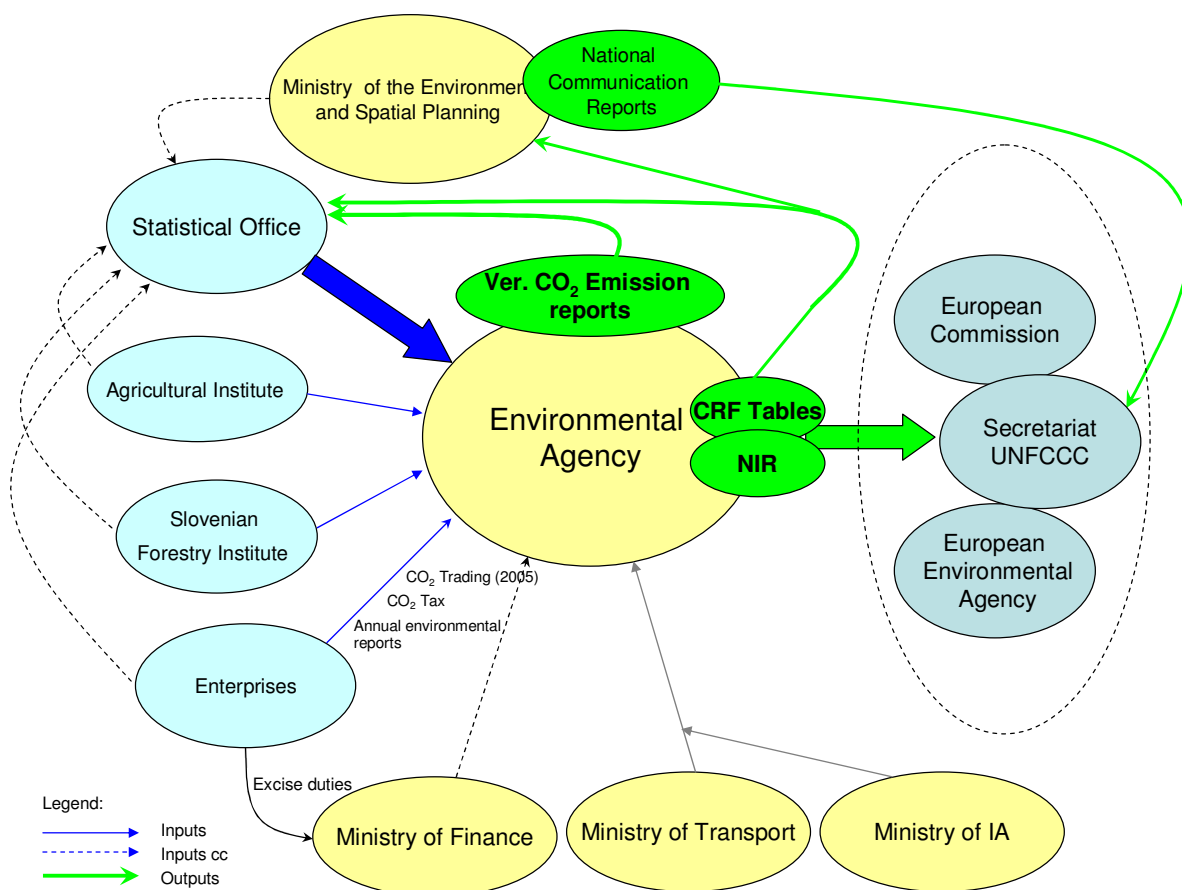 National
Communication
Reports
Ministry of the Environment
and Spatial Planning
Statistical Office
Ver. CO₂ Emission
reports
European
Commission
Agricultural Institute
Environmental
Agency
CRF Tables
NIR
Secretariat
UNFCCC
Slovenian
Forestry Institute
European
Environmental
Agency
CO₂ Trading (2005)
CO₂ Tax
Annual environmental
reports
Enterprises
Excise duties
Legend:
Inputs
Inputs cc
Outputs
Ministry of Finance
Ministry of Transport
Ministry of IA